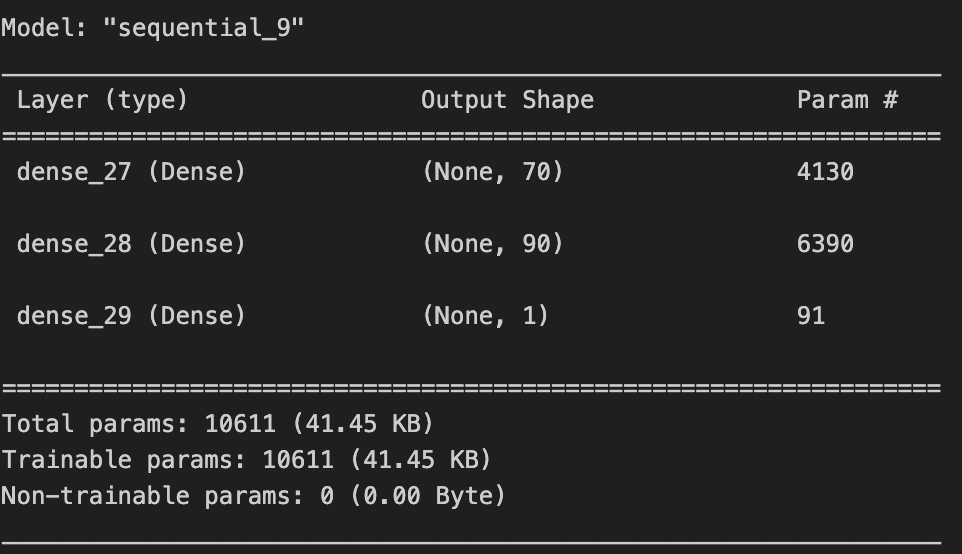 Model: "sequential_9"
Layer (type) Output Shape Param #
dense_27 (Dense) (None, 70) 4130
dense_28 (Dense) (None, 90) 6390
dense_29 (Dense) (None, 1) 91
Total params: 10611 (41.45 KB)
Trainable params: 10611 (41.45 KB)
Non-trainable params: 0 (0.00 Byte)